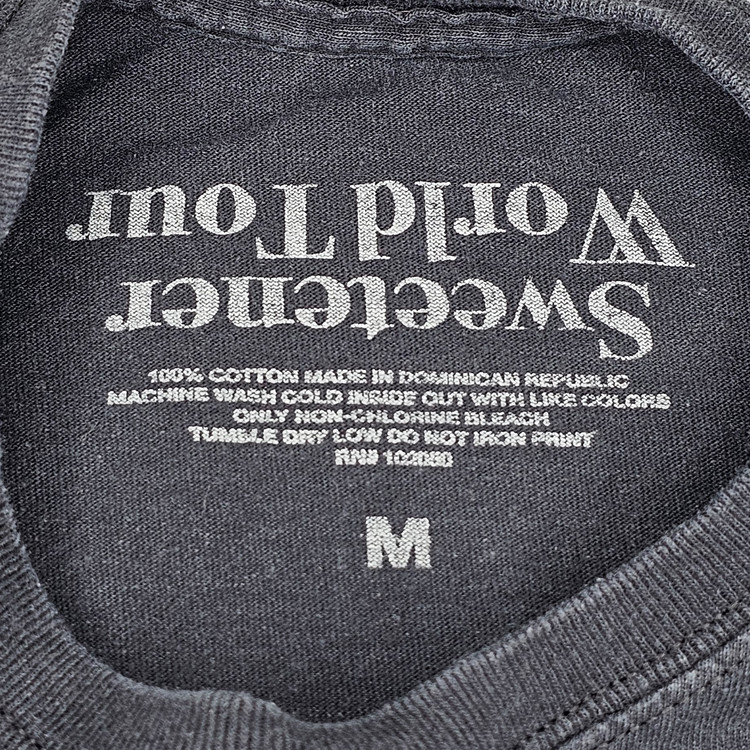 Sweetener
World Tour
100% COTTON MADE IN DOMINICAN REPUBLIC
MACHINE WASH COLD INSIDE OUT WITH LIKE COLORS
ONLY NON-CHLORINE BLEACH
TUMBLE DRY LOW DO NOT IRON PRINT
RN#
M